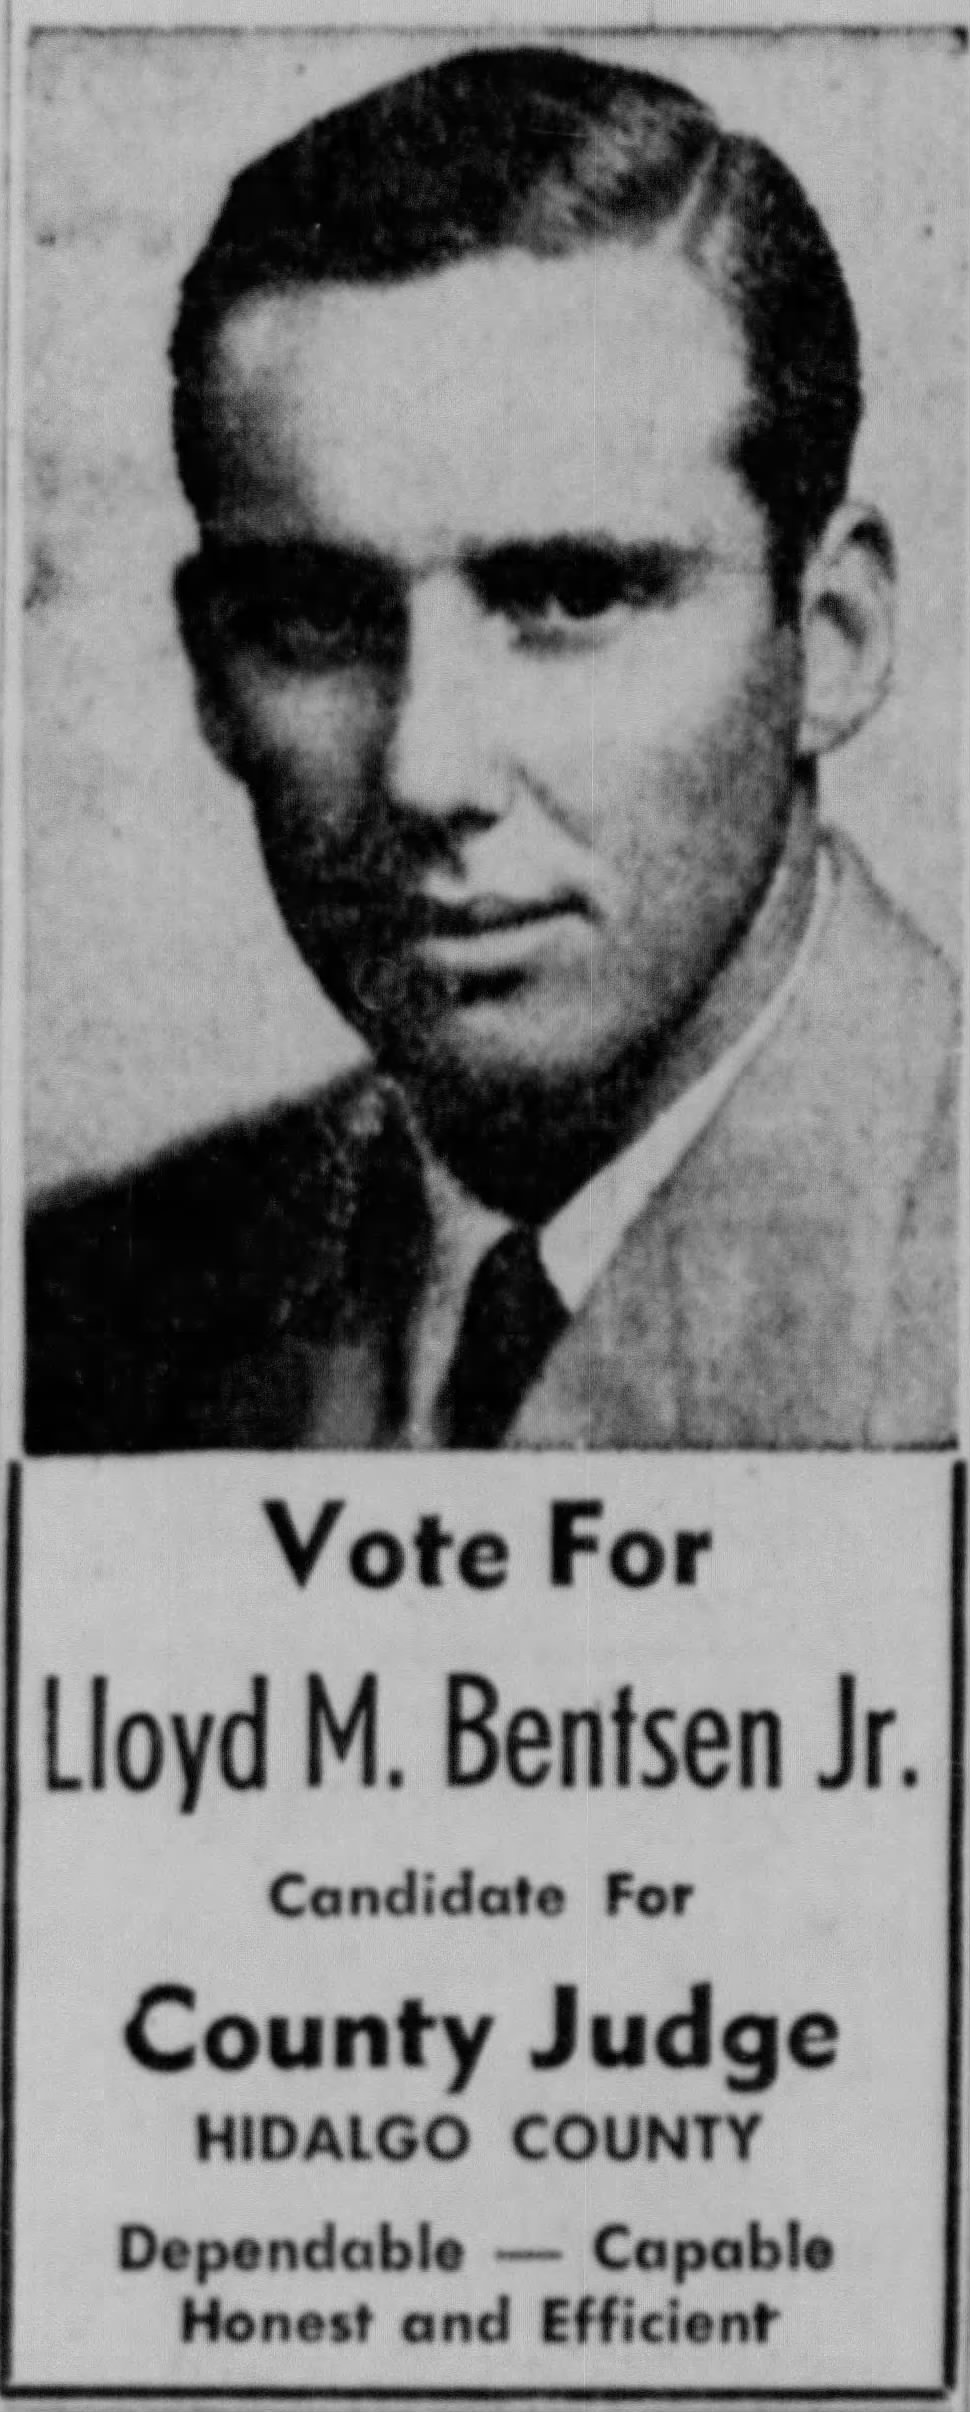 Vote For
Lloyd M. Bentsen Jr.
Candidate For
County Judge
HIDALGO COUNTY
Dependable — Capable
Honest and Efficient